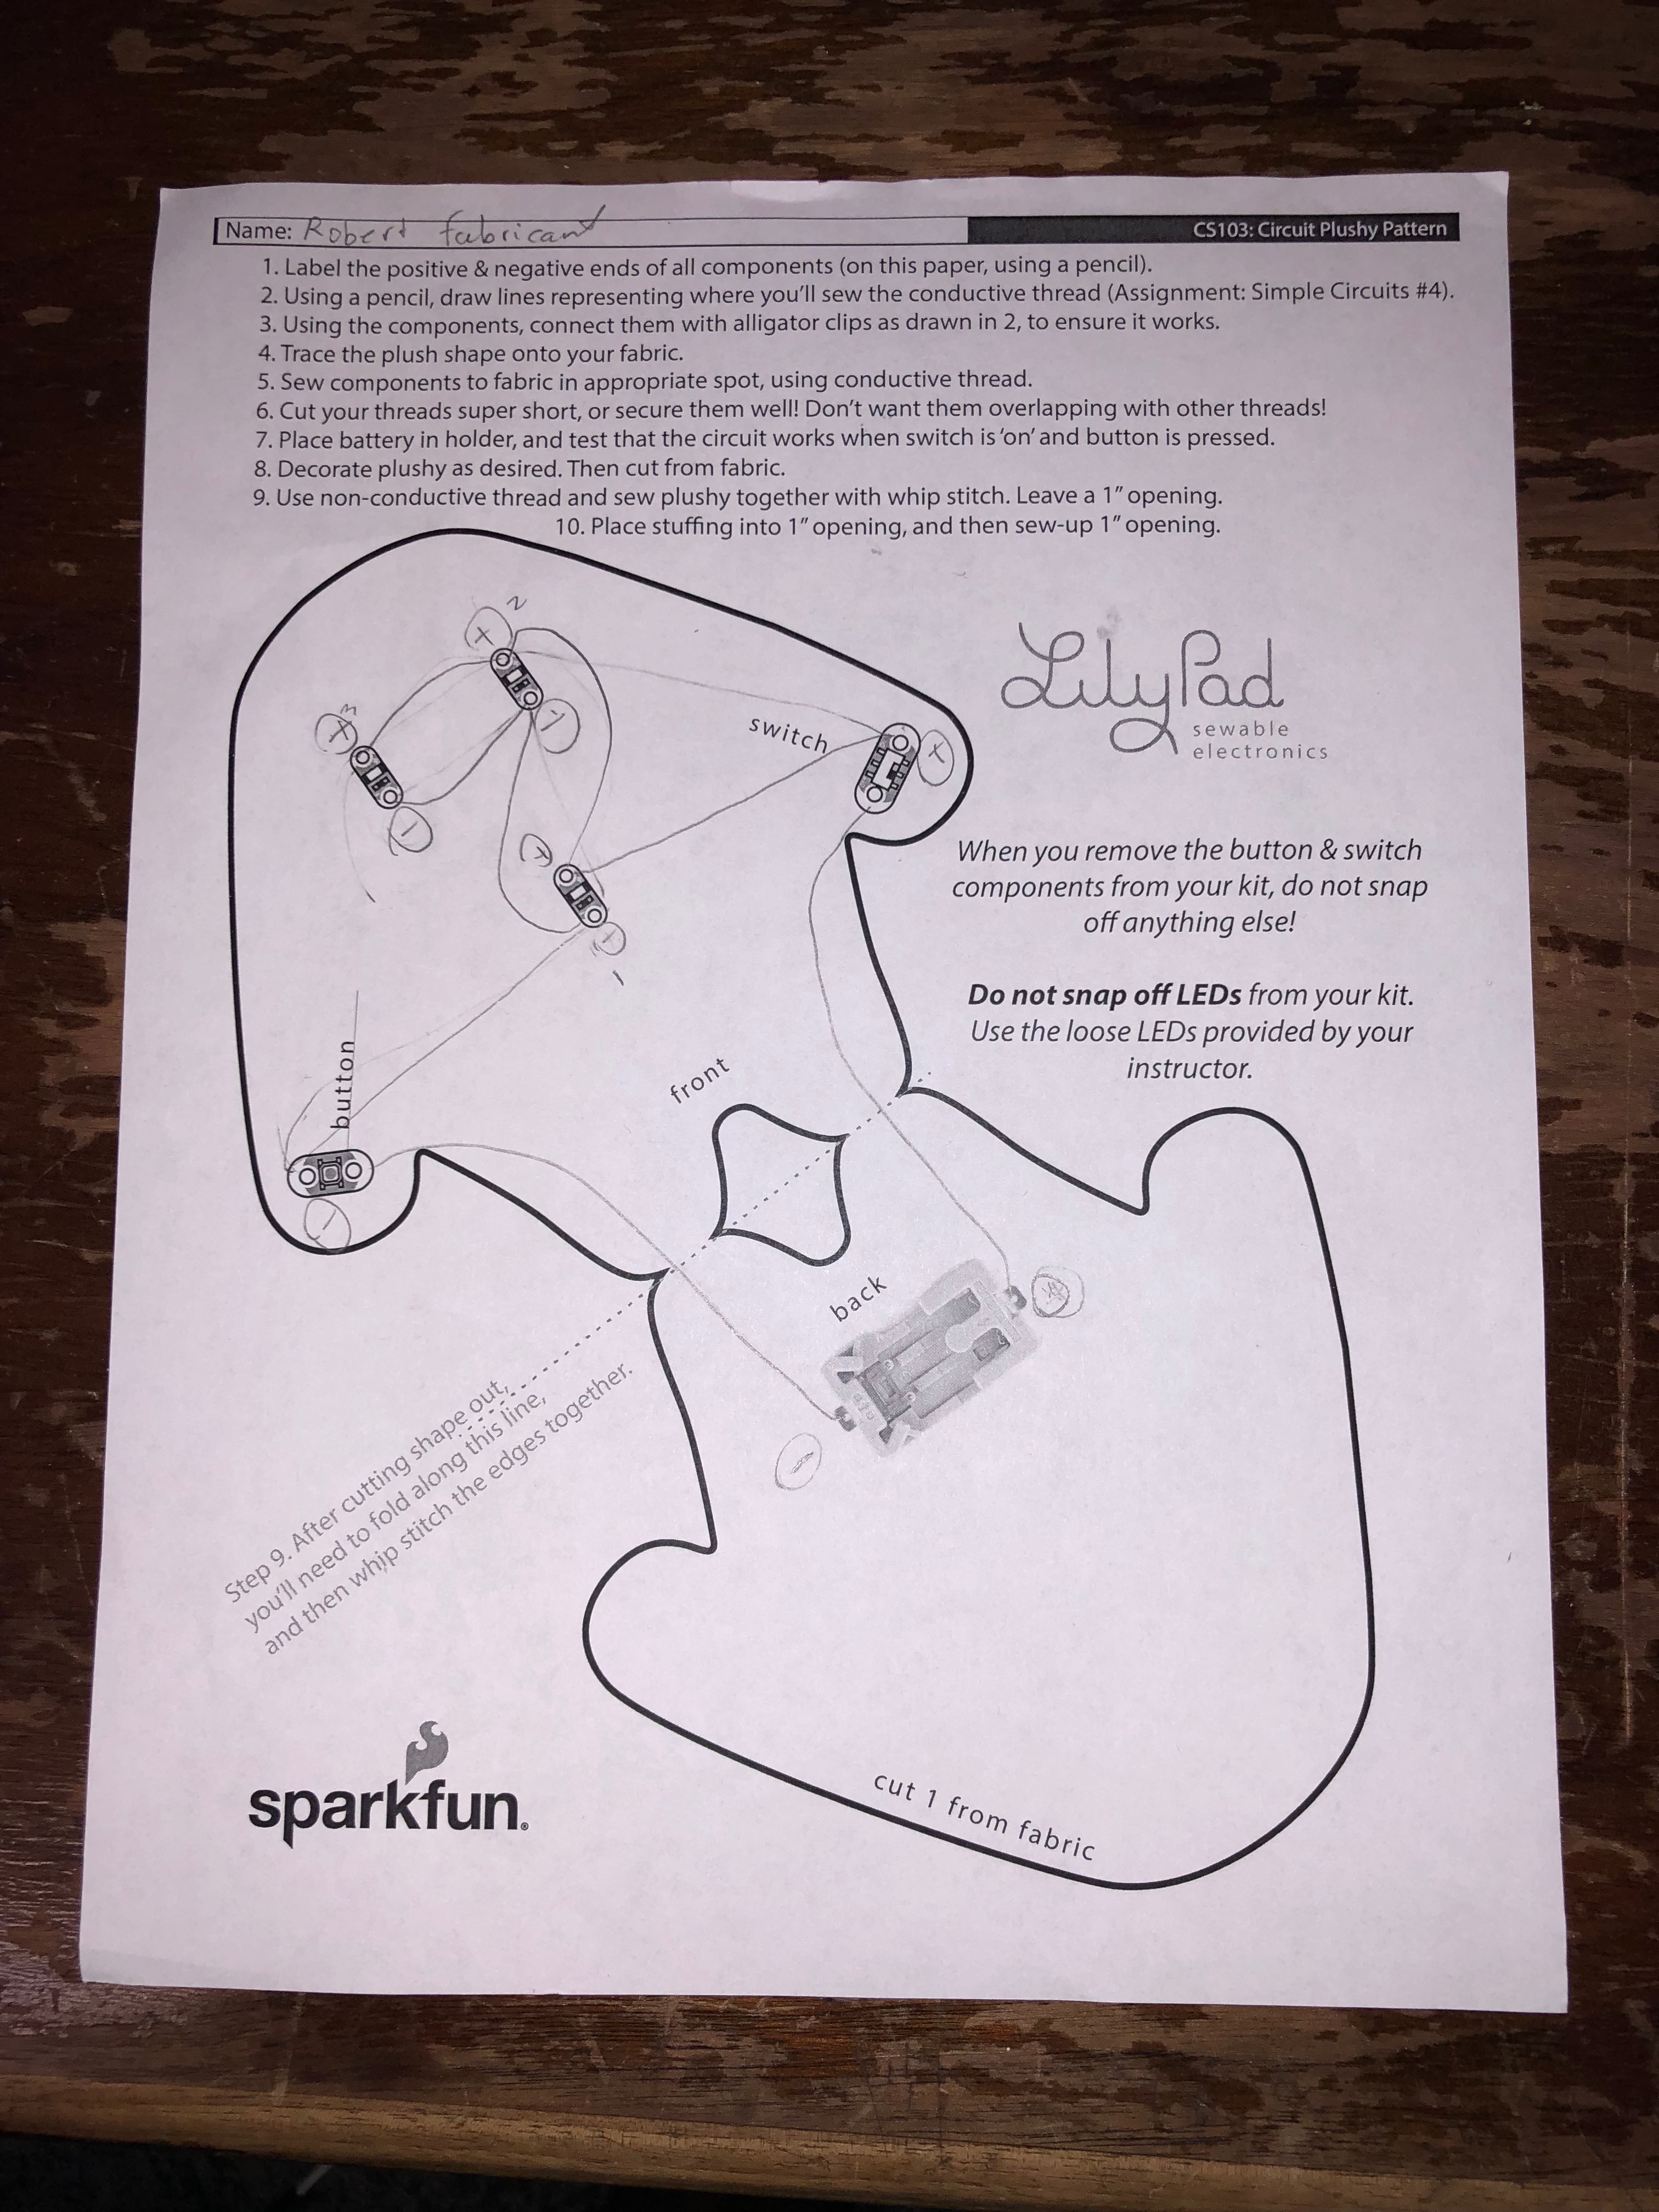 Name: Robert fabricant
CS103: Circuit Plushy Pattern
1. Label the positive & negative ends of all components (on this paper, using a pencil).
2. Using a pencil, draw lines representing where you'll sew the conductive thread (Assignment: Simple Circuits #4).
3. Using the components, connect them with alligator clips as drawn in 2, to ensure it works.
4. Trace the plush shape onto your fabric.
5. Sew components to fabric in appropriate spot, using conductive thread.
6. Cut your threads super short, or secure them well! Don't want them overlapping with other threads!
7. Place battery in holder, and test that the circuit works when switch is 'on' and button is pressed.
8. Decorate plushy as desired. Then cut from fabric.
9. Use non-conductive thread and sew plushy together with whip stitch. Leave a 1" opening.
10. Place stuffing into 1" opening, and then sew-up 1" opening.
+ 2
-
+ 3
-
+
- 1
switch
+
LilyPad
sewable
electronics
When you remove the button & switch
components from your kit, do not snap
off anything else!
Do not snap off LEDs from your kit.
Use the loose LEDs provided by your
instructor.
button
-
front
back
+
-
Step 9. After cutting shape out,
you'll need to fold along this line,
and then whip stitch the edges together.
cut 1 from fabric
sparkfun®